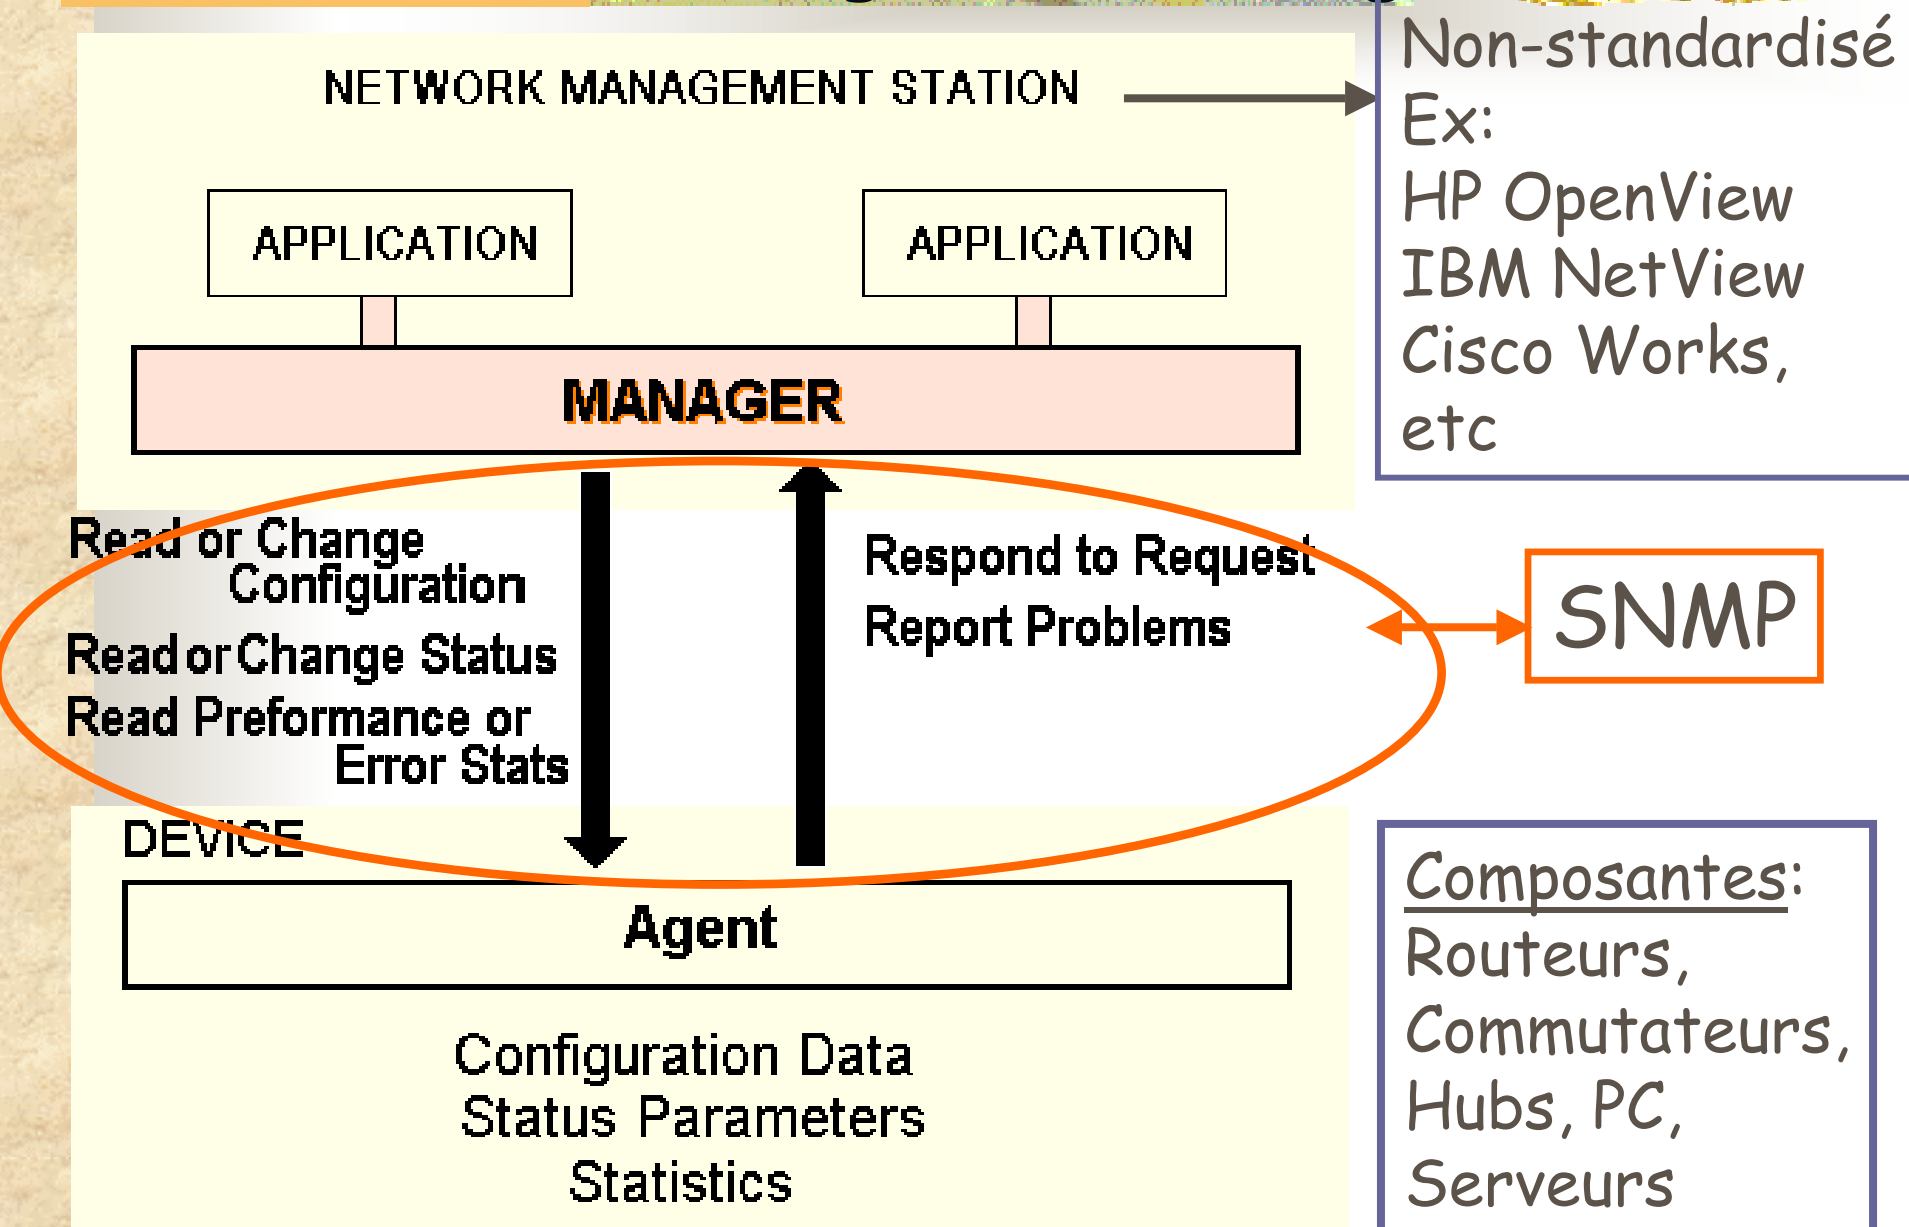 NETWORK MANAGEMENT STATION
APPLICATION
APPLICATION
MANAGER
Non-standardisé
Ex:
HP OpenView
IBM NetView
Cisco Works,
etc
Read or Change
Configuration
Read or Change Status
Read Preformance or
Error Stats
Respond to Request
Report Problems
SNMP
DEVICE
Agent
Configuration Data
Status Parameters
Statistics
Composantes:
Routeurs,
Commutateurs,
Hubs, PC,
Serveurs